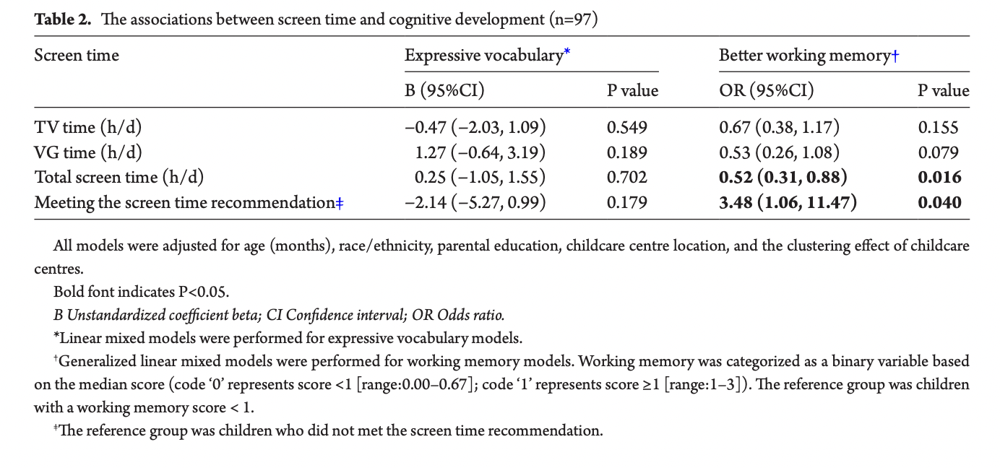 Table 2. The associations between screen time and cognitive development (n=97)
Screen time Expressive vocabulary* Better working memory†
B (95%CI) P value OR (95%CI) P value
TV time (h/d) −0.47 (−2.03, 1.09) 0.549 0.67 (0.38, 1.17) 0.155
VG time (h/d) 1.27 (−0.64, 3.19) 0.189 0.53 (0.26, 1.08) 0.079
Total screen time (h/d) 0.25 (−1.05, 1.55) 0.702 0.52 (0.31, 0.88) 0.016
Meeting the screen time recommendation‡ −2.14 (−5.27, 0.99) 0.179 3.48 (1.06, 11.47) 0.040
All models were adjusted for age (months), race/ethnicity, parental education, childcare centre location, and the clustering effect of childcare
centres.
Bold font indicates P<0.05.
B Unstandardized coefficient beta; CI Confidence interval; OR Odds ratio.
*Linear mixed models were performed for expressive vocabulary models.
†Generalized linear mixed models were performed for working memory models. Working memory was categorized as a binary variable based
on the median score (code ‘0’ represents score <1 [range:0.00–0.67]; code ‘1’ represents score ≥1 [range:1–3]). The reference group was children
with a working memory score < 1.
‡The reference group was children who did not met the screen time recommendation.